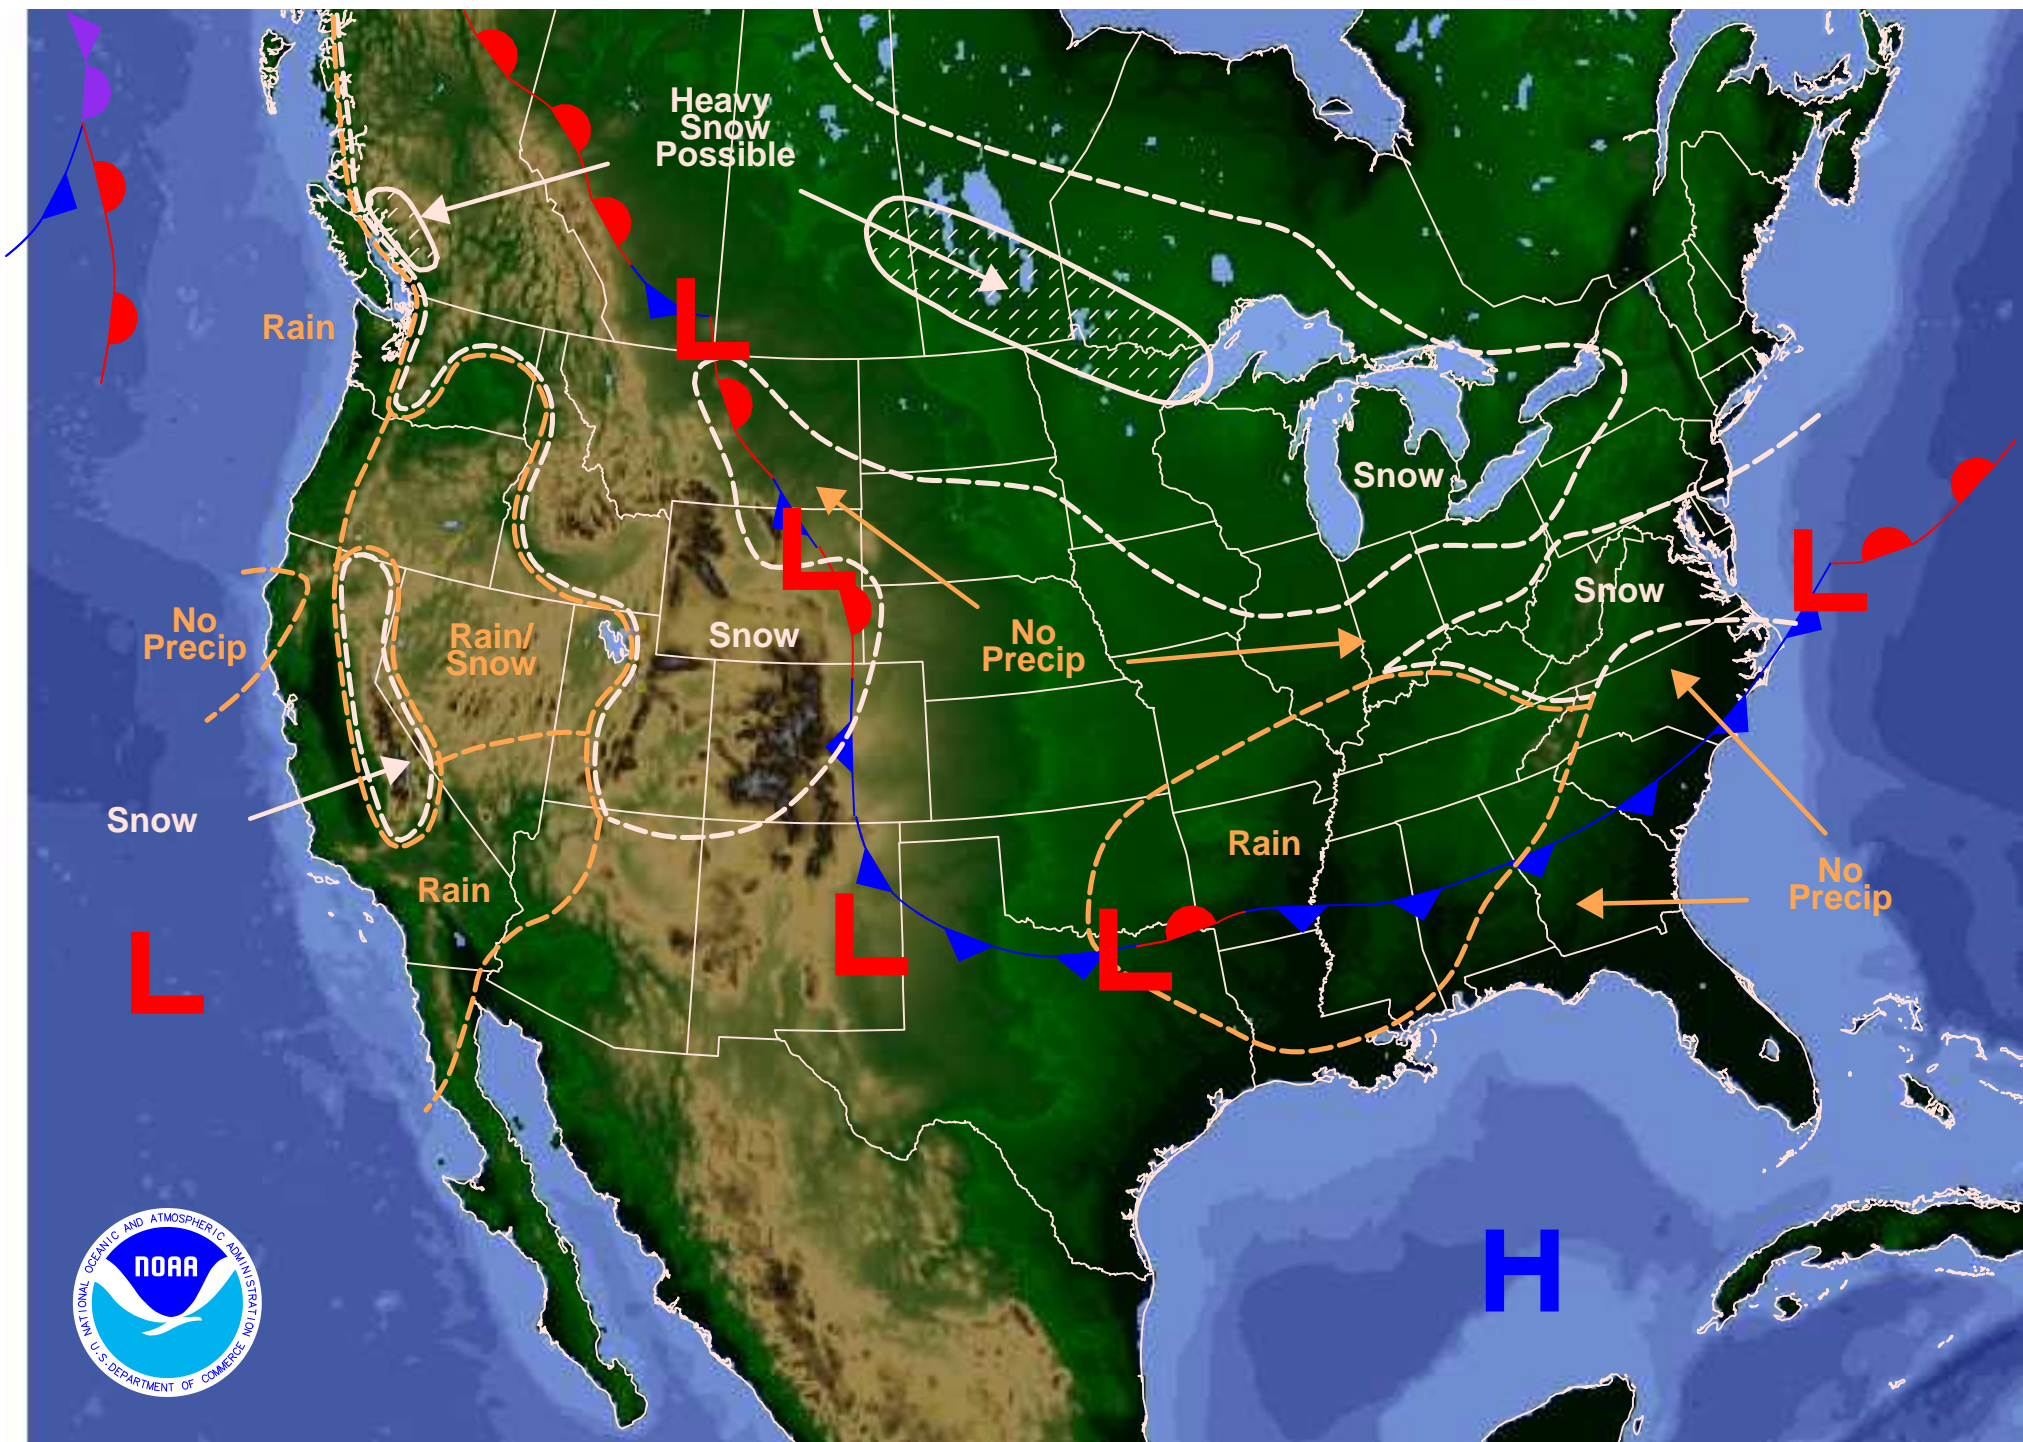 Heavy
Snow
Possible
Rain
Snow
No
Precip
Rain/
Snow
Snow
No
Precip
Snow
Snow
Rain
Rain
No
Precip
L
L
L
L
L
L
H
NATIONAL OCEANIC AND ATMOSPHERIC ADMINISTRATION
NOAA
U.S. DEPARTMENT OF COMMERCE